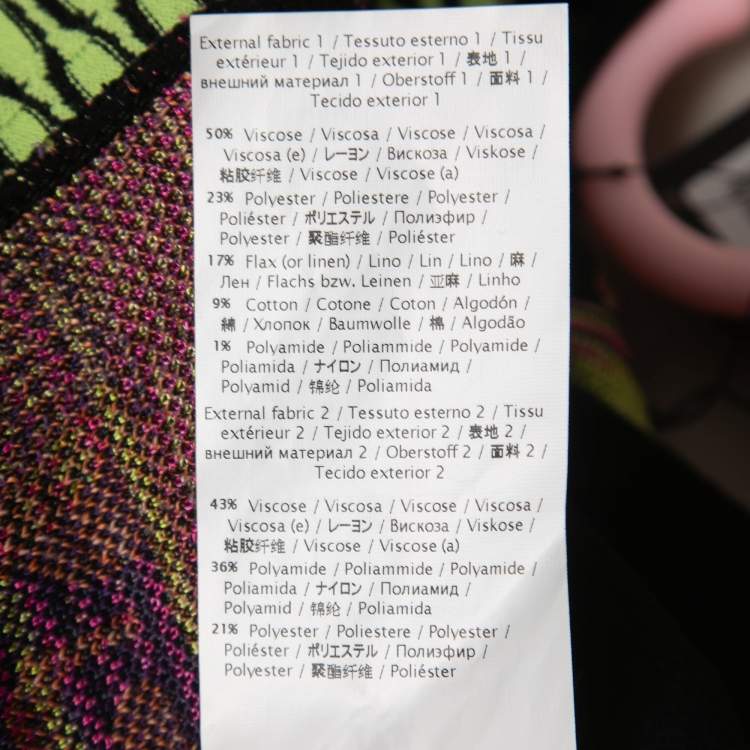 External fabric 1 / Tessuto esterno 1 / Tissu
extérieur 1 / Tejido exterior 1 / 表地 1 /
внешний материал 1 / Oberstoff 1 / 面料 1 /
Tecido exterior 1
50% Viscose / Viscosa / Viscose / Viscosa /
Viscosa (e) / レーヨン / Вискоза / Viskose /
粘胶纤维 / Viscose / Viscose (a)
23% Polyester / Poliestere / Polyester /
Poliéster / ポリエステル / Полиэфир /
Polyester / 聚酯纤维 / Poliéster
17% Flax (or linen) / Lino / Lin / Lino / 麻 /
Лен / Flachs bzw. Leinen / 亚麻 / Linho
9% Cotton / Cotone / Coton / Algodón /
綿 / Хлопок / Baumwolle / 棉 / Algodão
1% Polyamide / Poliammide / Polyamide /
Poliamida / ナイロン / Полиамид /
Polyamid / 锦纶 / Poliamida
External fabric 2 / Tessuto esterno 2 / Tissu
extérieur 2 / Tejido exterior 2 / 表地 2 /
внешний материал 2 / Oberstoff 2 / 面料 2 /
Tecido exterior 2
43% Viscose / Viscosa / Viscose / Viscosa /
Viscosa (e) / レーヨン / Вискоза / Viskose /
粘胶纤维 / Viscose / Viscose (a)
36% Polyamide / Poliammide / Polyamide /
Poliamida / ナイロン / Полиамид /
Polyamid / 锦纶 / Poliamida
21% Polyester / Poliestere / Polyester /
Poliéster / ポリエステル / Полиэфир /
Polyester / 聚酯纤维 / Poliéster